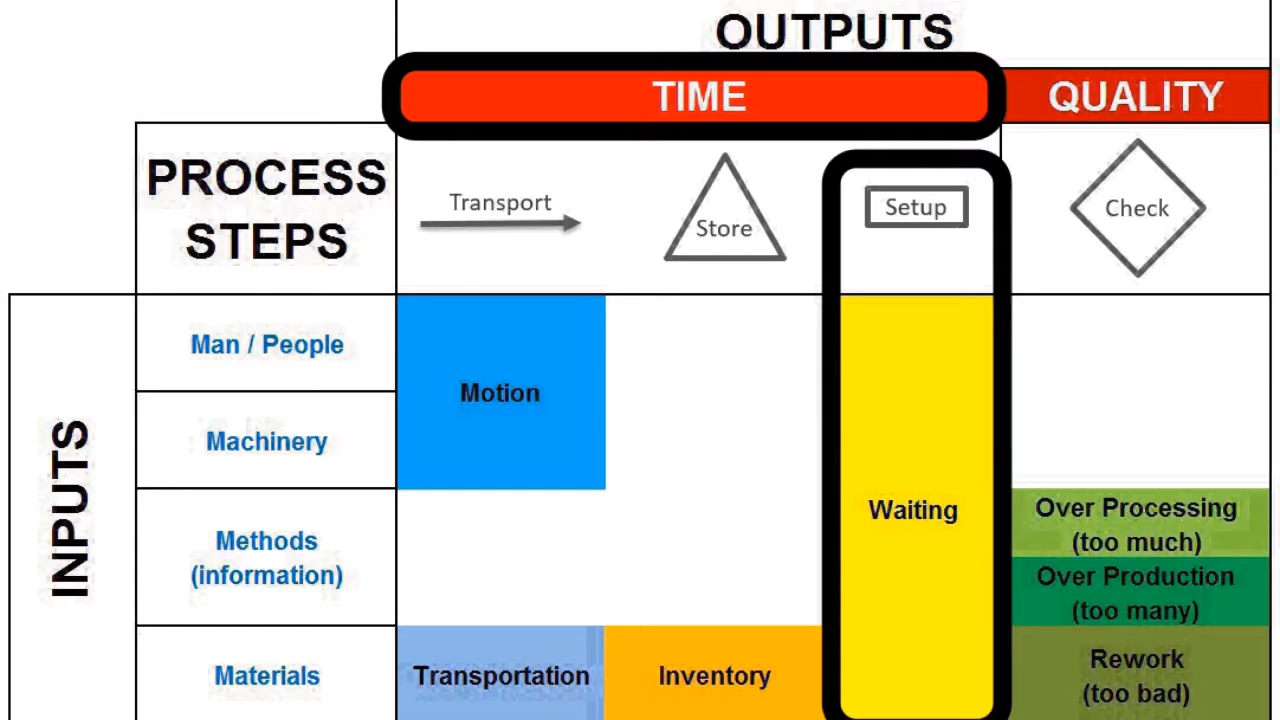 OUTPUTS
TIME
QUALITY
PROCESS
STEPS
Transport
Store
Setup
Check
INPUTS
Man / People
Motion
Machinery
Methods
(information)
Waiting
Over Processing
(too much)
Over Production
(too many)
Materials
Transportation
Inventory
Rework
(too bad)